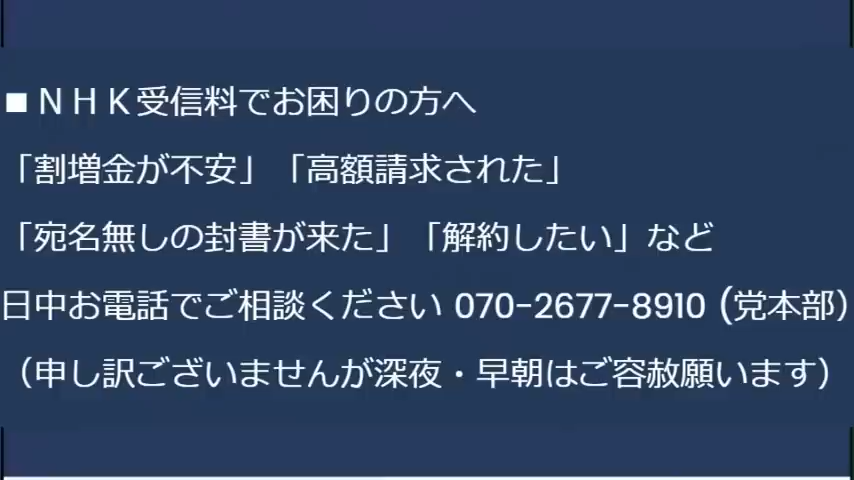 ■ＮＨＫ受信料でお困りの方へ
「割増金が不安」「高額請求された」
「宛名無しの封書が来た」「解約したい」など
日中お電話でご相談ください 070-2677-8910 (党本部)
（申し訳ございませんが深夜・早朝はご容赦願います）